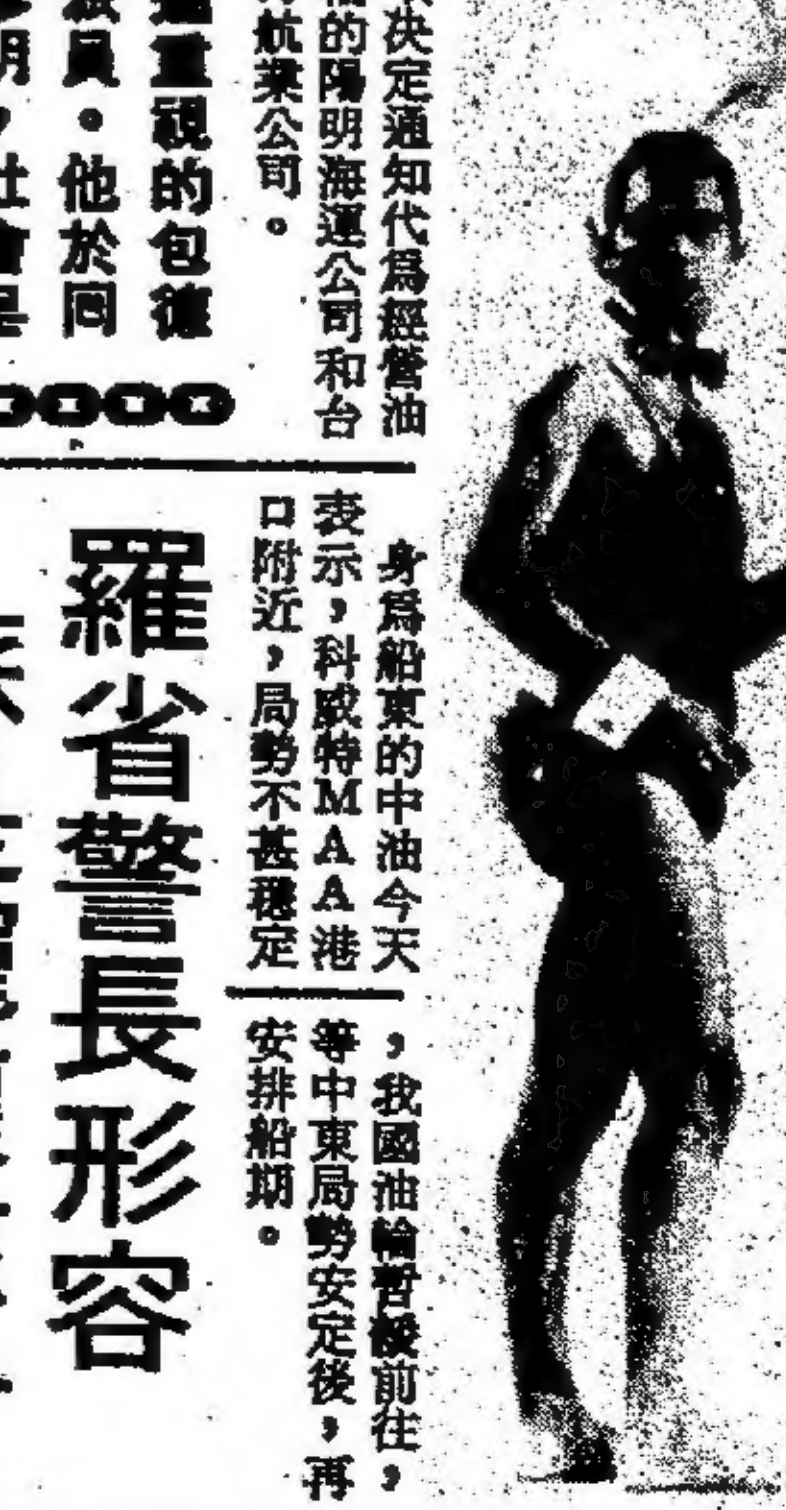 決定通知代爲經營油
的陽明海運公司和台
航業公司。
重視的包德
員。他於同
明，社會
身爲船東的中油今天
表示，科威特MAA港
口附近，局勢不甚穩定
，我國油輪暫緩前往，
等中東局勢安定後，再
安排船期。
羅省警長形容